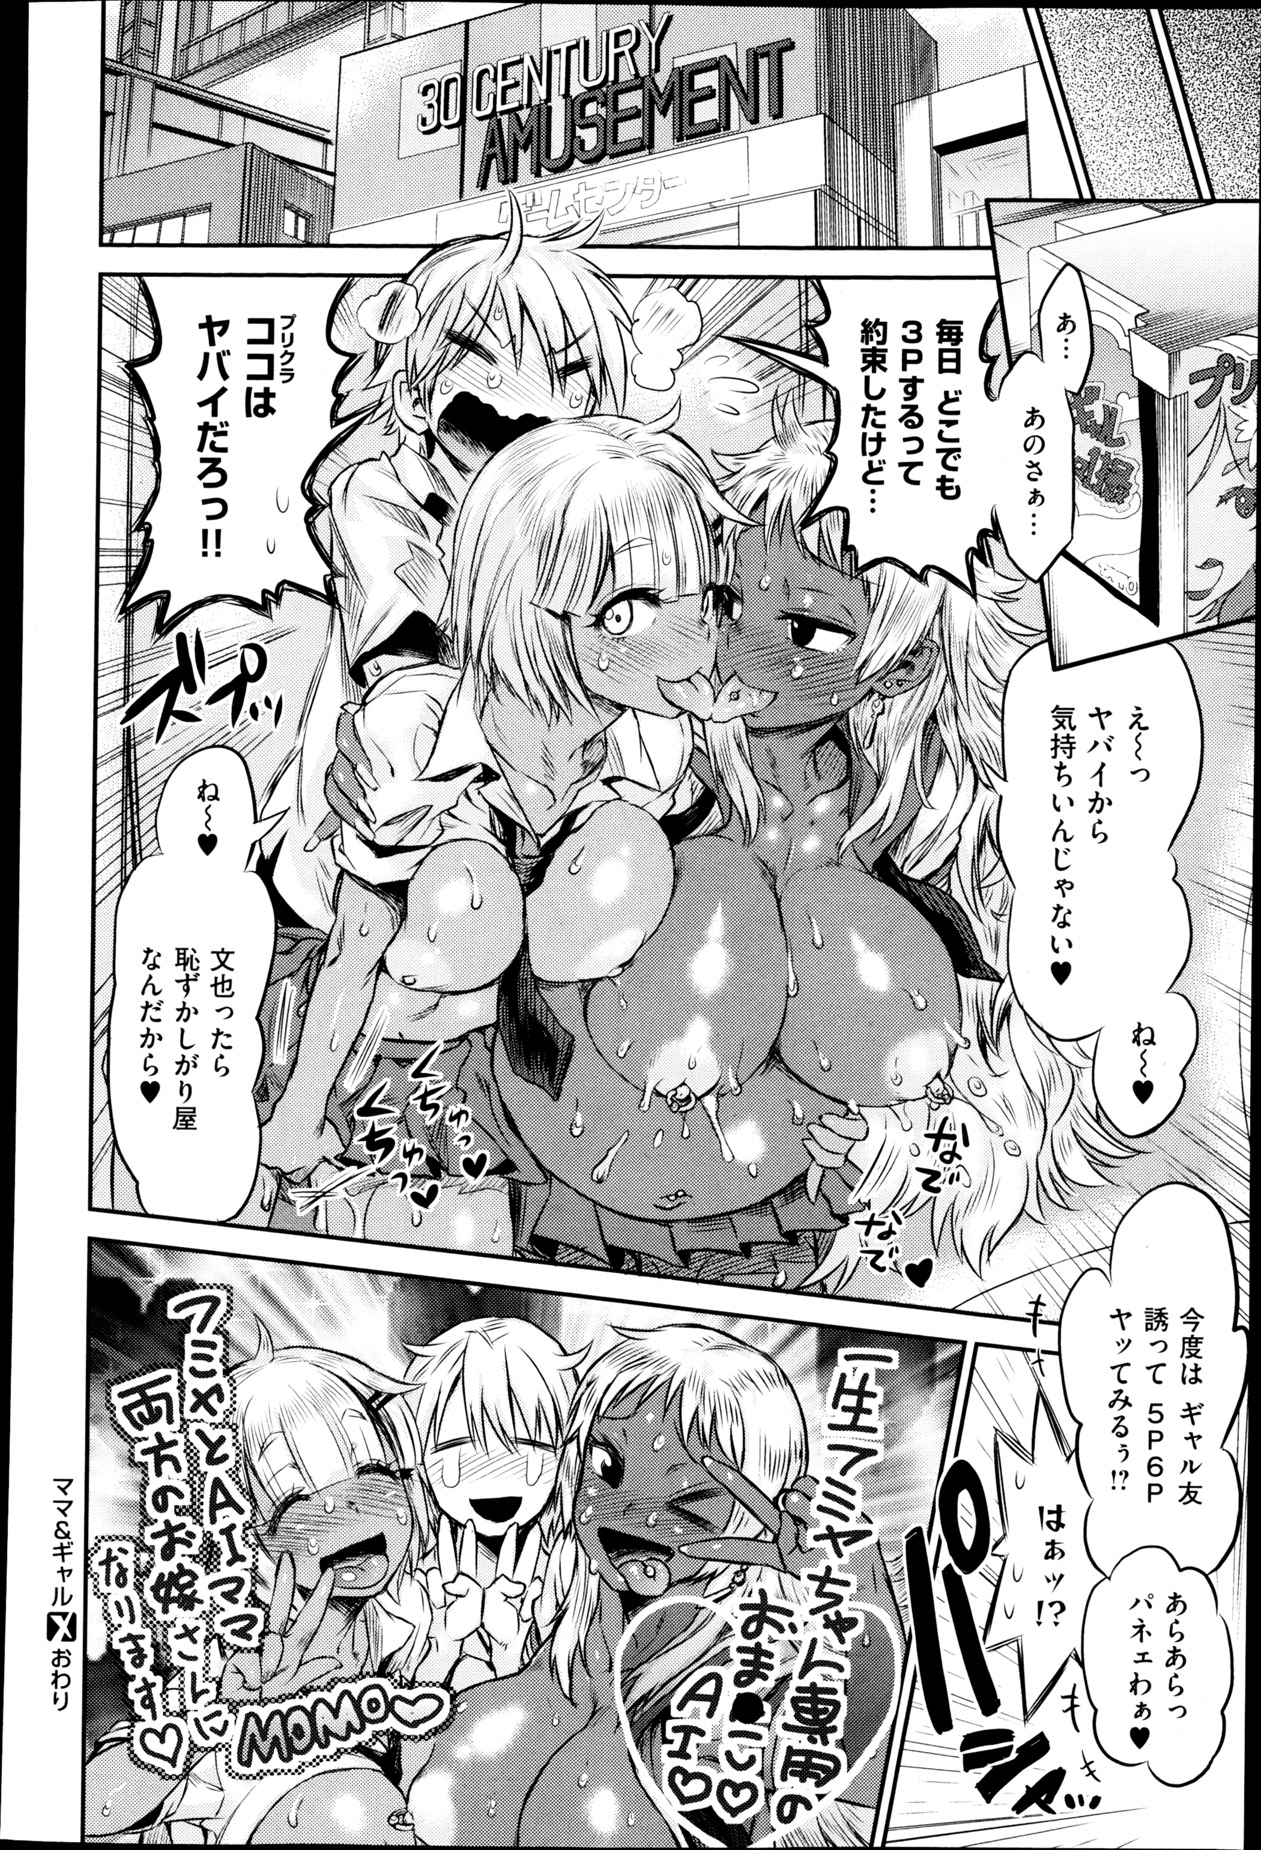 30 CENTURY
AMUSEMENT
ゲームセンター
プリ
あ…
あのさぁ…
毎日 どこでも
3Pするって
約束したけど…
ココは
プリクラ
ヤバイだろっ!!
ズプッ
え〜っ
ヤバイから
気持ちいんじゃない♥
ね〜♥
ね〜♥
文也ったら
恥ずかしがり屋
なんだから♥
くちゅっ♥
くちゅっ♥
なで
なで♥
今度は ギャル友
誘って 5P6P
ヤッてみるぅ!?
はぁッ!?
あらあらっ
パネェわぁ♥
パシャ…
一生フミヤちゃん専用の
おま●こ♡
AI♡
フミヤとAIママ
両方のお嫁さんに
なります♡
MOMO♡
ママ&ギャルX おわり